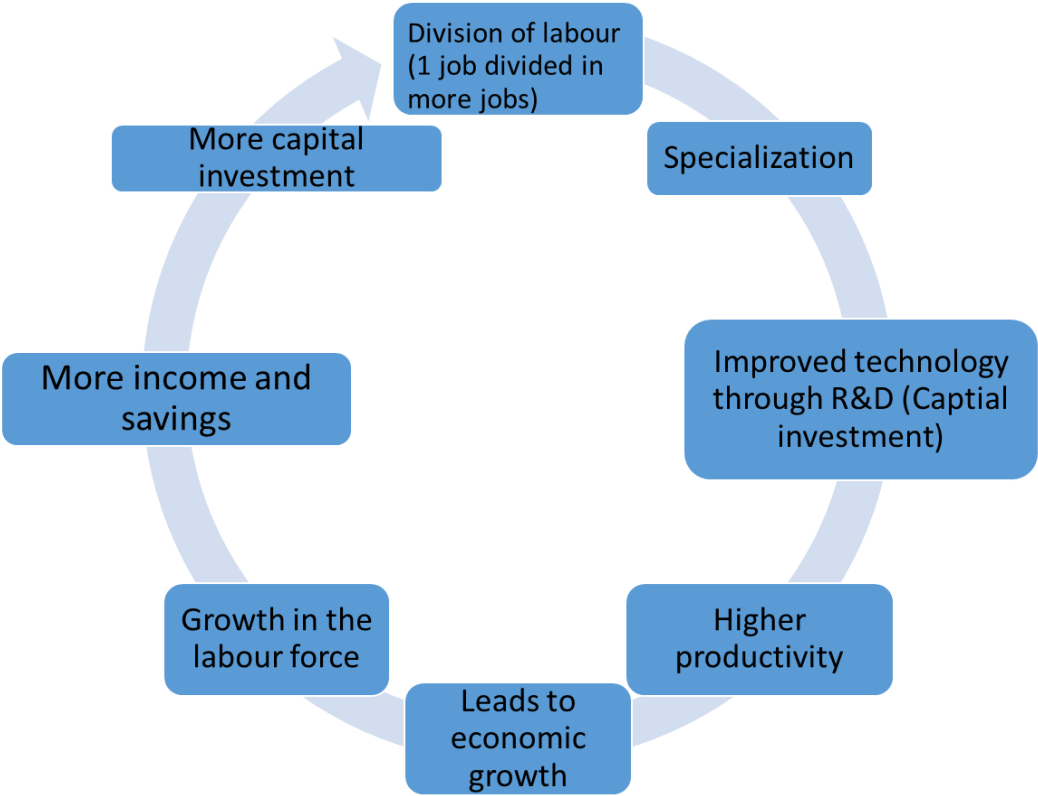 Division of labour
(1 job divided in
more jobs)
Specialization
Improved technology
through R&D (Captial
investment)
Higher
productivity
Leads to
economic
growth
Growth in the
labour force
More income and
savings
More capital
investment